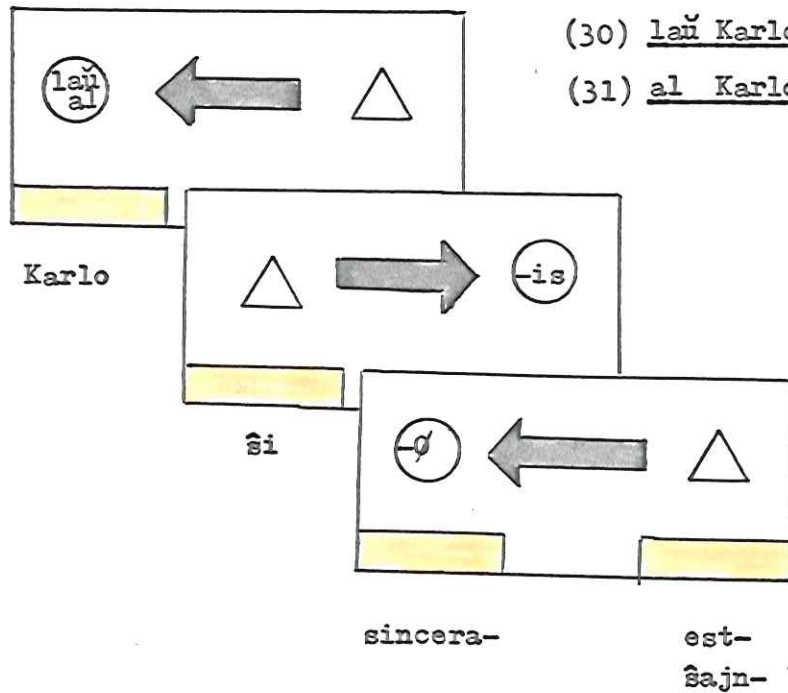 (30) laŭ Karlo
(31) al Karlo
laŭ
al
Karlo
-is
ŝi
-ø
sincera-
est-
ŝajn-